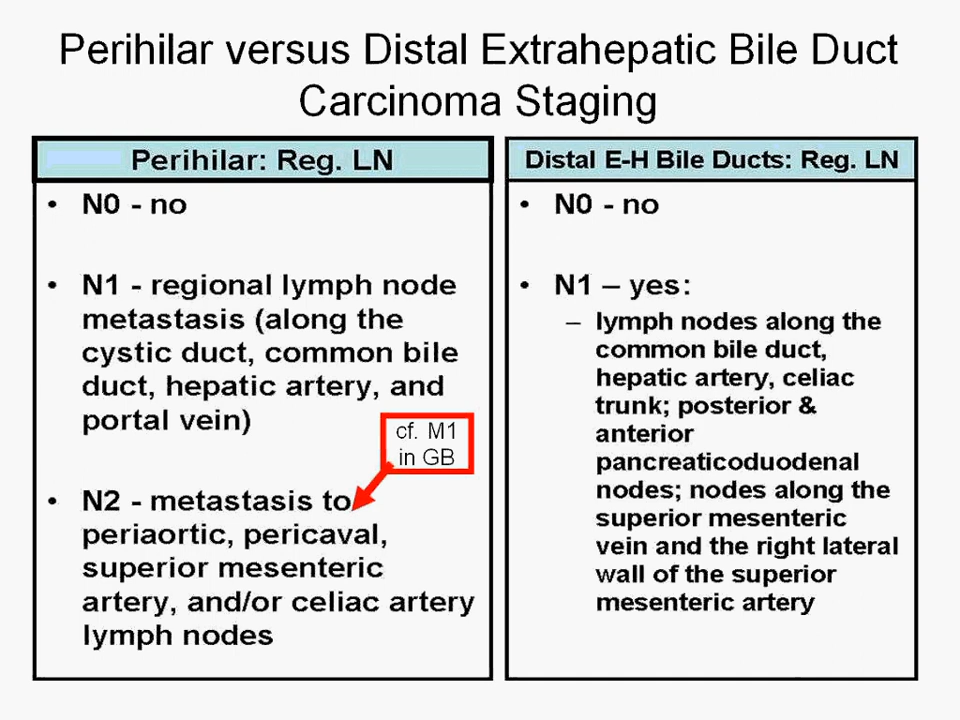 Perihilar versus Distal Extrahepatic Bile Duct
Carcinoma Staging
Perihilar: Reg. LN
• N0 - no
• N1 - regional lymph node
metastasis (along the
cystic duct, common bile
duct, hepatic artery, and
portal vein)
cf. M1
in GB
• N2 - metastasis to
periaortic, pericaval,
superior mesenteric
artery, and/or celiac artery
lymph nodes
Distal E-H Bile Ducts: Reg. LN
• N0 - no
• N1 – yes:
– lymph nodes along the
common bile duct,
hepatic artery, celiac
trunk; posterior &
anterior
pancreaticoduodenal
nodes; nodes along the
superior mesenteric
vein and the right lateral
wall of the superior
mesenteric artery